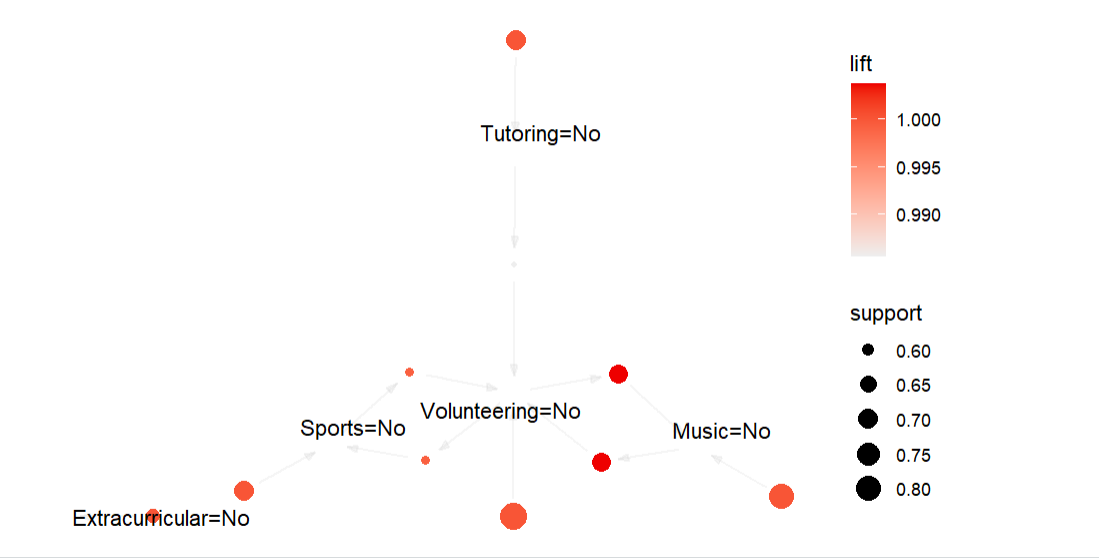 Tutoring=No
Volunteering=No
Sports=No
Music=No
Extracurricular=No
lift
1.000
0.995
0.990
support
0.60
0.65
0.70
0.75
0.80